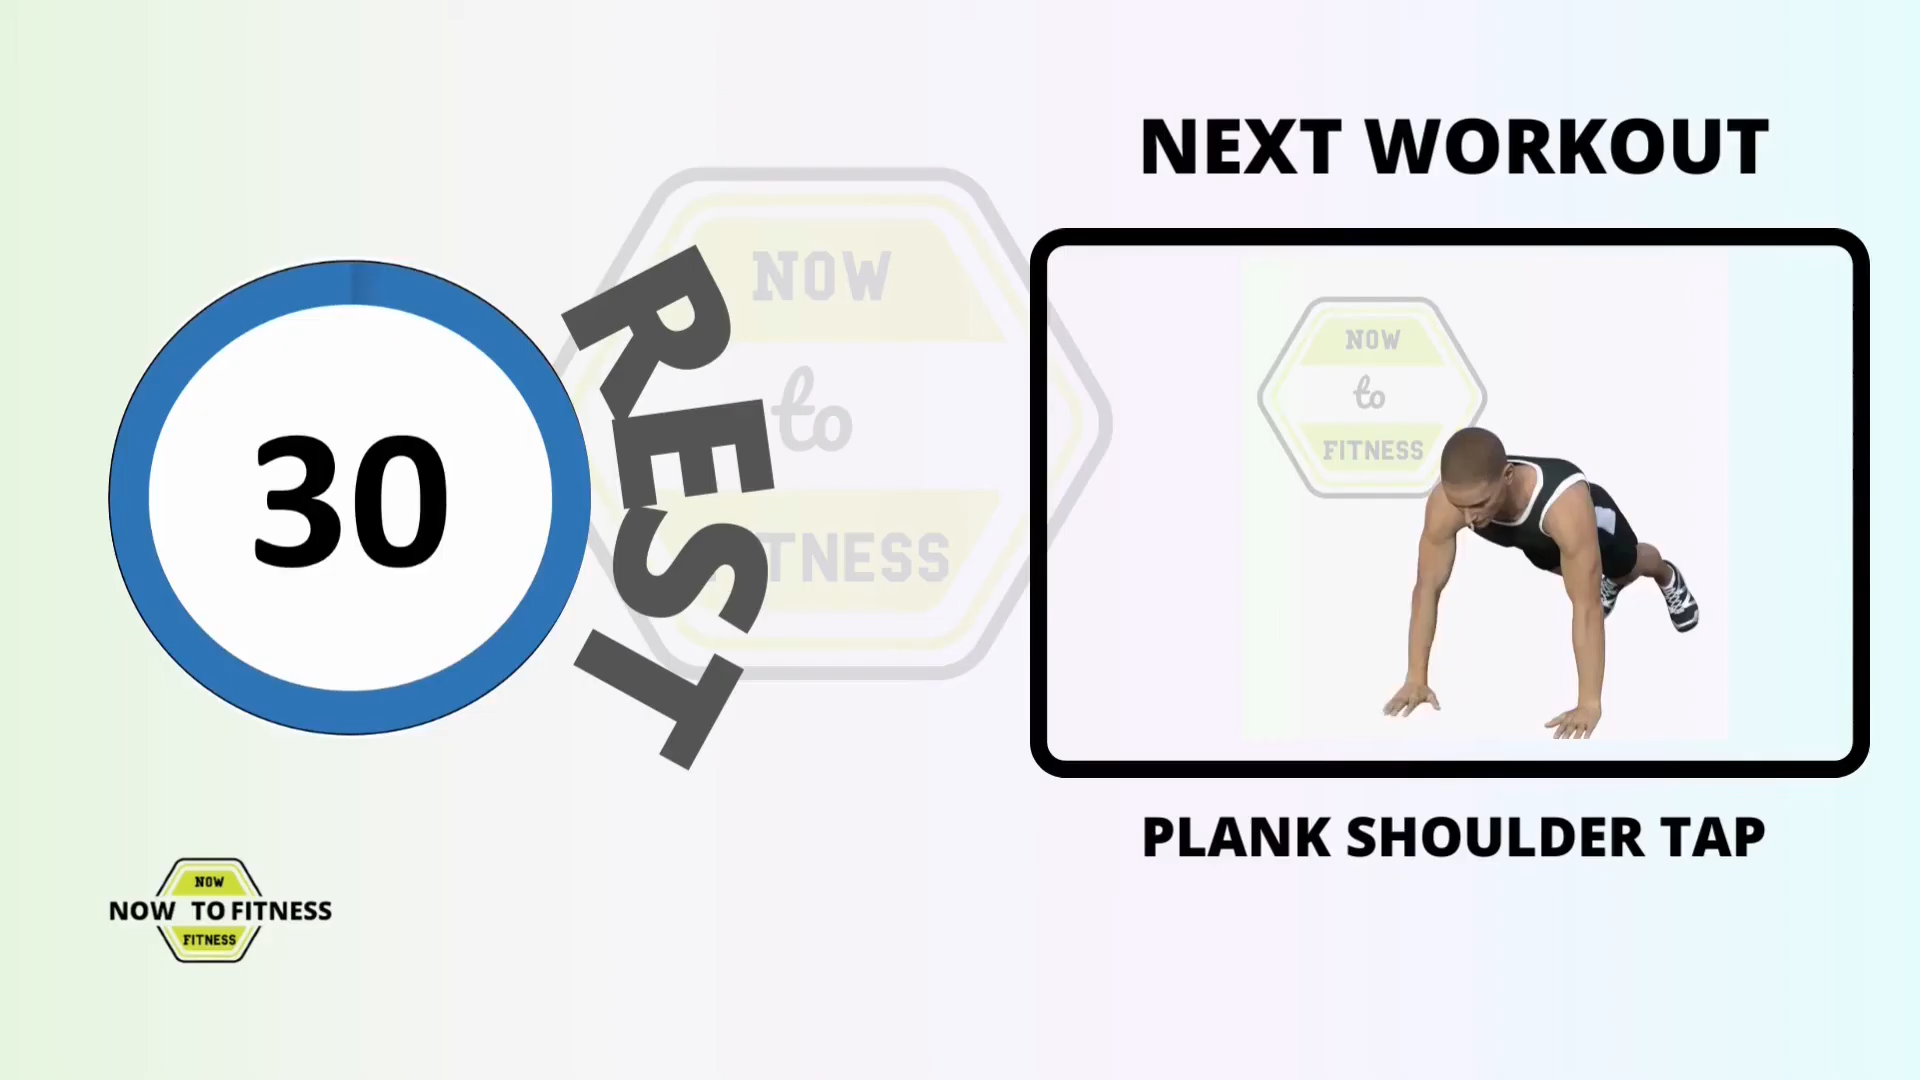 NEXT WORKOUT
30
REST
NOW
to
FITNESS
NOW
to
FITNESS
PLANK SHOULDER TAP
NOW
NOW TO FITNESS
FITNESS